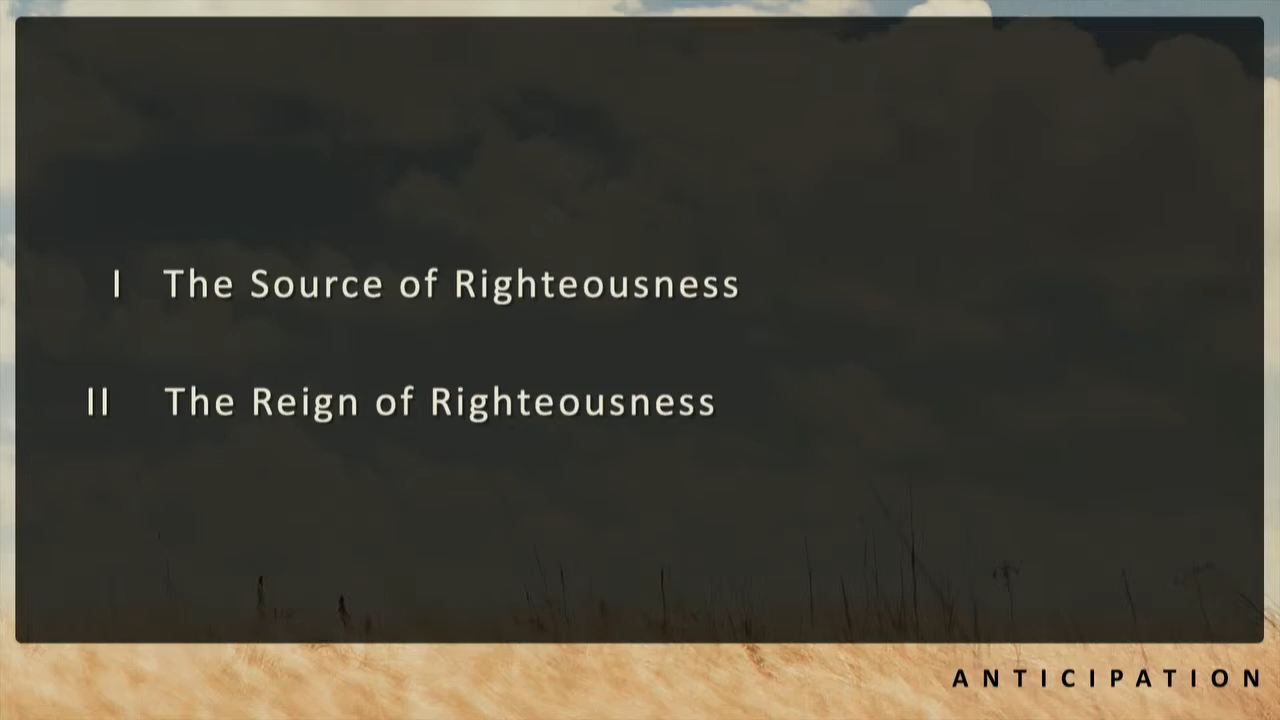 I The Source of Righteousness
II The Reign of Righteousness
ANTICIPATION